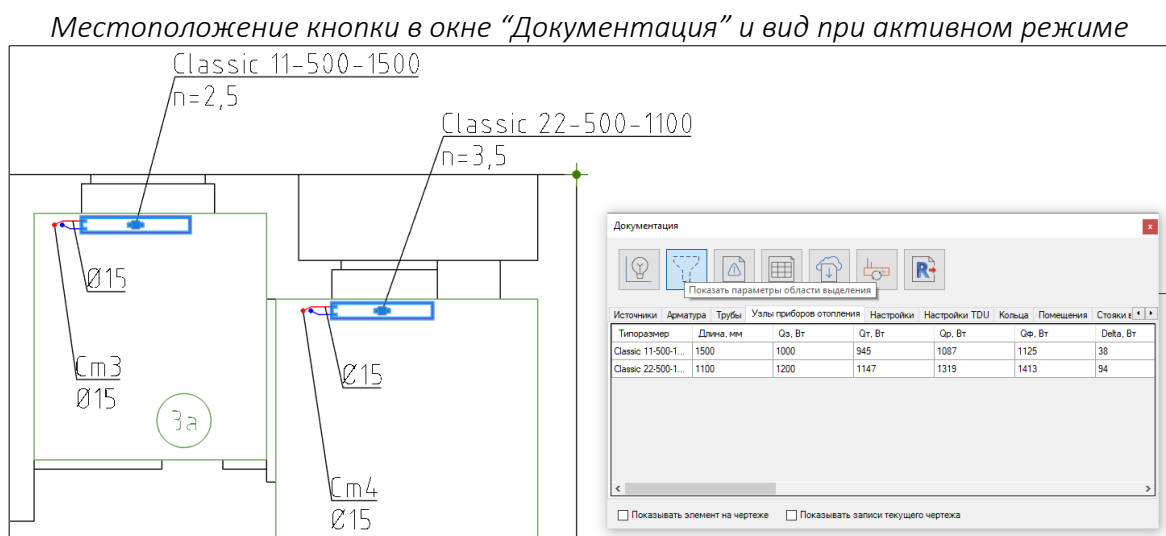 Местоположение кнопки в окне “Документация” и вид при активном режиме
Classic 11-500-1500
n=2,5
Classic 22-500-1100
n=3,5
Ø15
Ст3
Ø15
3а
Ø15
Ст4
Ø15
Документация
x
R
Показать параметры области выделения
Источники Арматура Трубы Узлы приборов отопления Настройки Настройки TDU Кольца Помещения Стояки в
Типоразмер Длина, мм Qз, Вт Qт, Вт Qр, Вт Qф, Вт Delta, Вт
Classic 11-500-1... 1500 1000 945 1087 1125 38
Classic 22-500-1... 1100 1200 1147 1319 1413 94
Показывать элемент на чертеже Показывать записи текущего чертежа